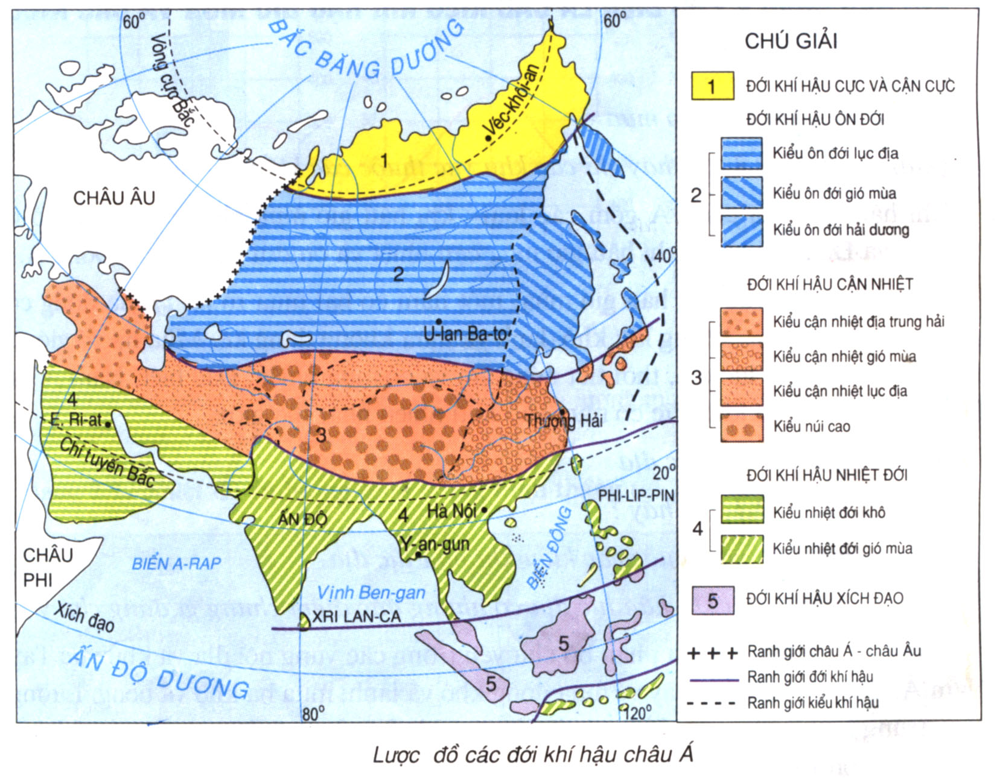 60⁰
60⁰
BẮC BĂNG DƯƠNG
Vòng cực Bắc
Véc-khôi-an
1
CHÂU ÂU
40⁰
2
U-lan Ba-to
4
E. Ri-at
3
Thượng Hải
Chí tuyến Bắc
20⁰
PHI-LIP-PIN
ẤN ĐỘ
4
Hà Nội
Y-an-gun
BIỂN ĐÔNG
CHÂU
PHI
BIỂN A-RAP
Vịnh Ben-gan
XRI LAN-CA
Xích đạo
5
5
ẤN ĐỘ DƯƠNG
80⁰
120⁰
CHÚ GIẢI
1 ĐỚI KHÍ HẬU CỰC VÀ CẬN CỰC
ĐỚI KHÍ HẬU ÔN ĐỚI
Kiểu ôn đới lục địa
2 Kiểu ôn đới gió mùa
Kiểu ôn đới hải dương
ĐỚI KHÍ HẬU CẬN NHIỆT
Kiểu cận nhiệt địa trung hải
Kiểu cận nhiệt gió mùa
3
Kiểu cận nhiệt lục địa
Kiểu núi cao
ĐỚI KHÍ HẬU NHIỆT ĐỚI
Kiểu nhiệt đới khô
4
Kiểu nhiệt đới gió mùa
5 ĐỚI KHÍ HẬU XÍCH ĐẠO
+ + + Ranh giới châu Á - châu Âu
Ranh giới đới khí hậu
Ranh giới kiểu khí hậu
Lược đồ các đới khí hậu châu Á